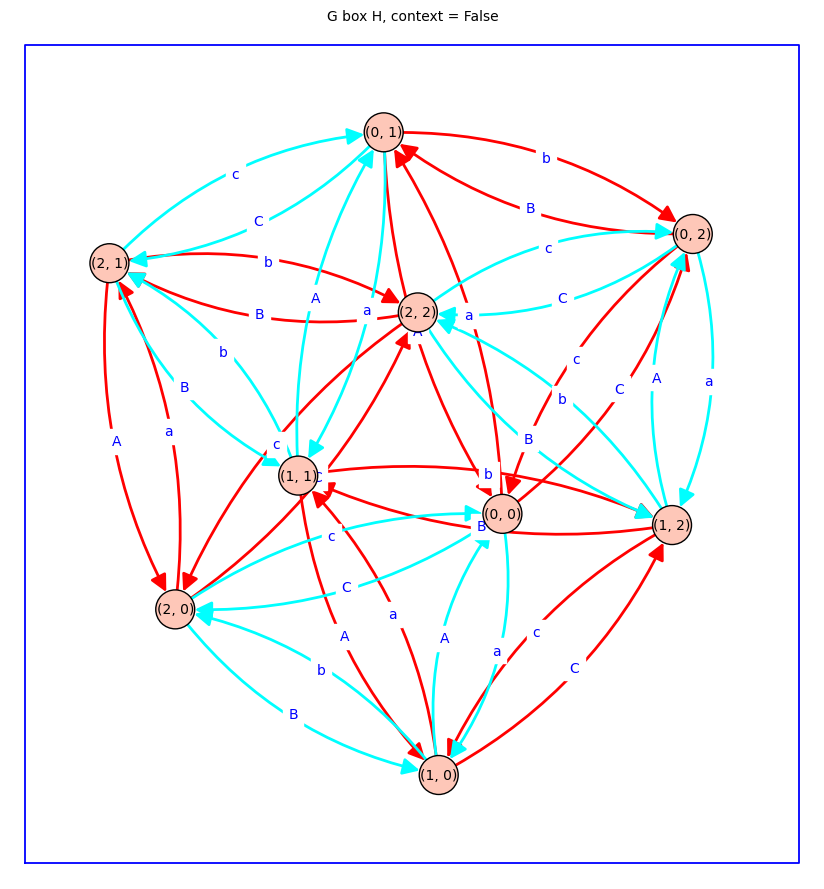 G box H, context = False
(0, 1)
b
c
B
C
(0, 2)
c
(2, 1)
b
C
A
(2, 2)
a
B
a
A
b
c
A
a
B
C
b
a
A
B
c
b
(1, 1)
c
(0, 0)
B
(1, 2)
c
C
(2, 0)
a
A
A
c
a
b
C
B
(1, 0)